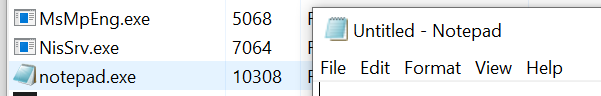 MsMpEng.exe 5068
NisSrv.exe 7064
notepad.exe 10308
Untitled - Notepad
File Edit Format View Help